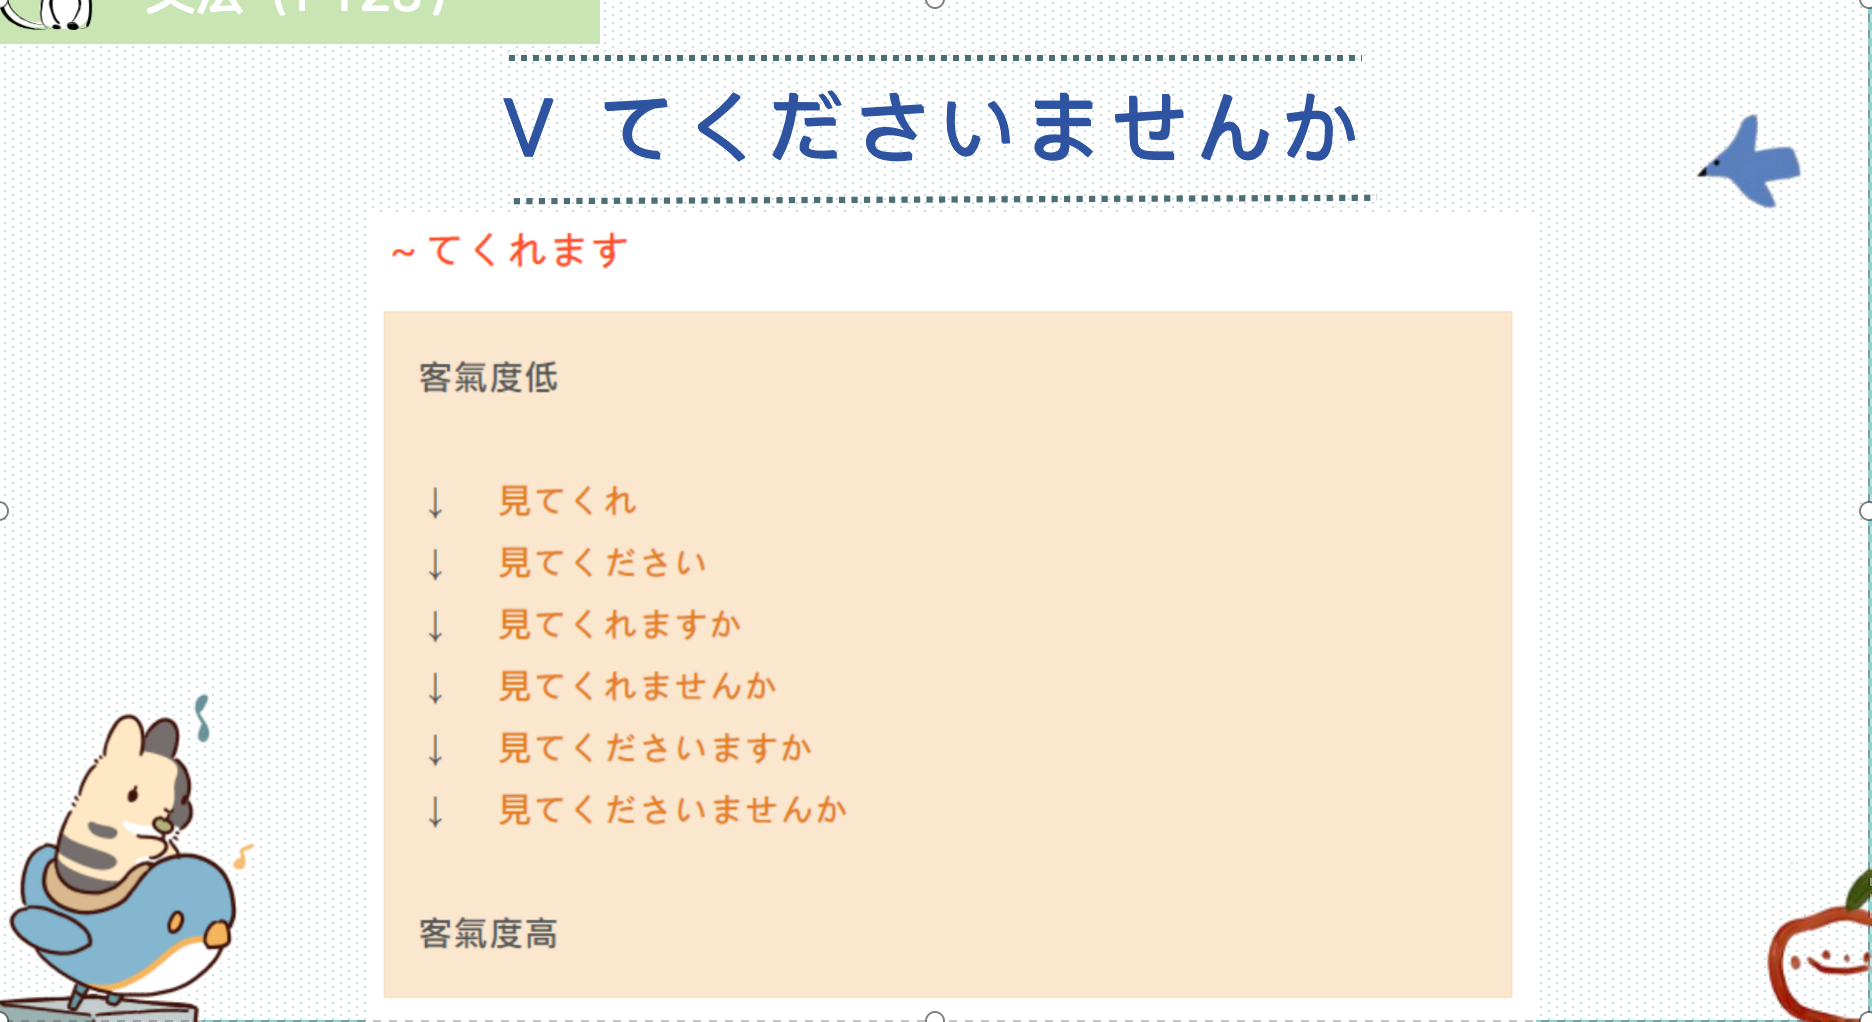 文法 (P128)
V てくださいませんか
~てくれます
客氣度低
↓ 見てくれ
↓ 見てください
↓ 見てくれますか
↓ 見てくれませんか
↓ 見てくださいますか
↓ 見てくださいませんか
客氣度高